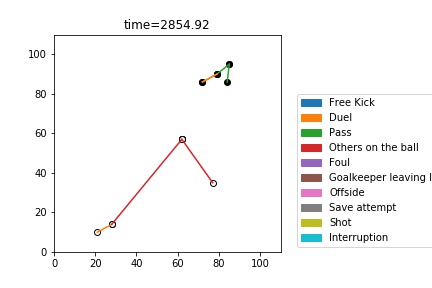 time=2854.92
100
80
60
40
20
0
0 20 40 60 80 100
Free Kick
Duel
Pass
Others on the ball
Foul
Goalkeeper leaving l
Offside
Save attempt
Shot
Interruption